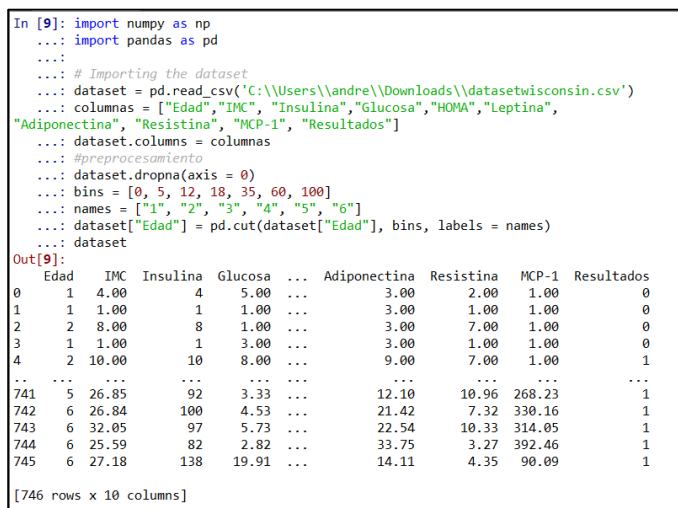 In [9]: import numpy as np
   ...: import pandas as pd
   ...:
   ...: # Importing the dataset
   ...: dataset = pd.read_csv('C:\\Users\\andre\\Downloads\\datasetwisconsin.csv')
   ...: columnas = ["Edad","IMC", "Insulina","Glucosa","HOMA","Leptina",
"Adiponectina", "Resistina", "MCP-1", "Resultados"]
   ...: dataset.columns = columnas
   ...: #preprocesamiento
   ...: dataset.dropna(axis = 0)
   ...: bins = [0, 5, 12, 18, 35, 60, 100]
   ...: names = ["1", "2", "3", "4", "5", "6"]
   ...: dataset["Edad"] = pd.cut(dataset["Edad"], bins, labels = names)
   ...: dataset
Out[9]:
    Edad    IMC  Insulina  Glucosa  ...  Adiponectina  Resistina   MCP-1  Resultados
0      1   4.00         4     5.00  ...          3.00       2.00    1.00           0
1      1   1.00         1     1.00  ...          3.00       1.00    1.00           0
2      2   8.00         8     1.00  ...          3.00       7.00    1.00           0
3      1   1.00         1     3.00  ...          3.00       1.00    1.00           0
4      2  10.00        10     8.00  ...          9.00       7.00    1.00           1
..   ...    ...       ...      ...  ...           ...        ...     ...         ...
741    5  26.85        92     3.33  ...         12.10      10.96  268.23           1
742    6  26.84       100     4.53  ...         21.42       7.32  330.16           1
743    6  32.05        97     5.73  ...         22.54      10.33  314.05           1
744    6  25.59        82     2.82  ...         33.75       3.27  392.46           1
745    6  27.18       138    19.91  ...         14.11       4.35   90.09           1
[746 rows x 10 columns]